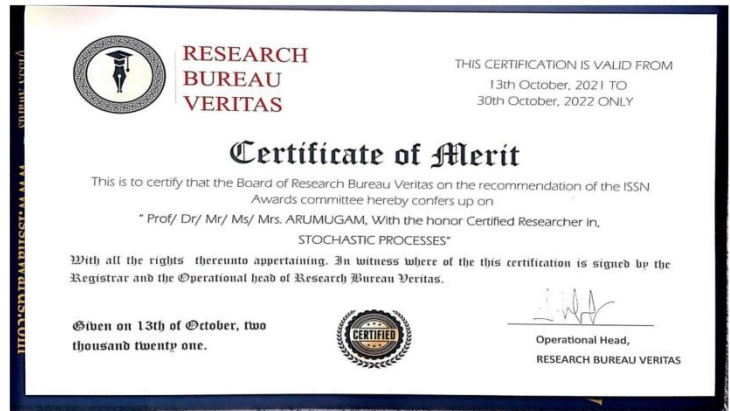 RESEARCH
BUREAU
VERITAS
THIS CERTIFICATION IS VALID FROM
13th October, 2021 TO
30th October, 2022 ONLY
Certificate of Merit
This is to certify that the Board of Research Bureau Veritas on the recommendation of the ISSN
Awards committee hereby confers up on
" Prof/ Dr/ Mr/ Ms/ Mrs. ARUMUGAM, With the honor Certified Researcher in,
STOCHASTIC PROCESSES"
With all the rights thereunto appertaining. In witness where of the this certification is signed by the
Registrar and the Operational head of Research Bureau Veritas.
Given on 13th of October, two
thousand twenty one.
CERTIFIED
Operational Head,
RESEARCH BUREAU VERITAS